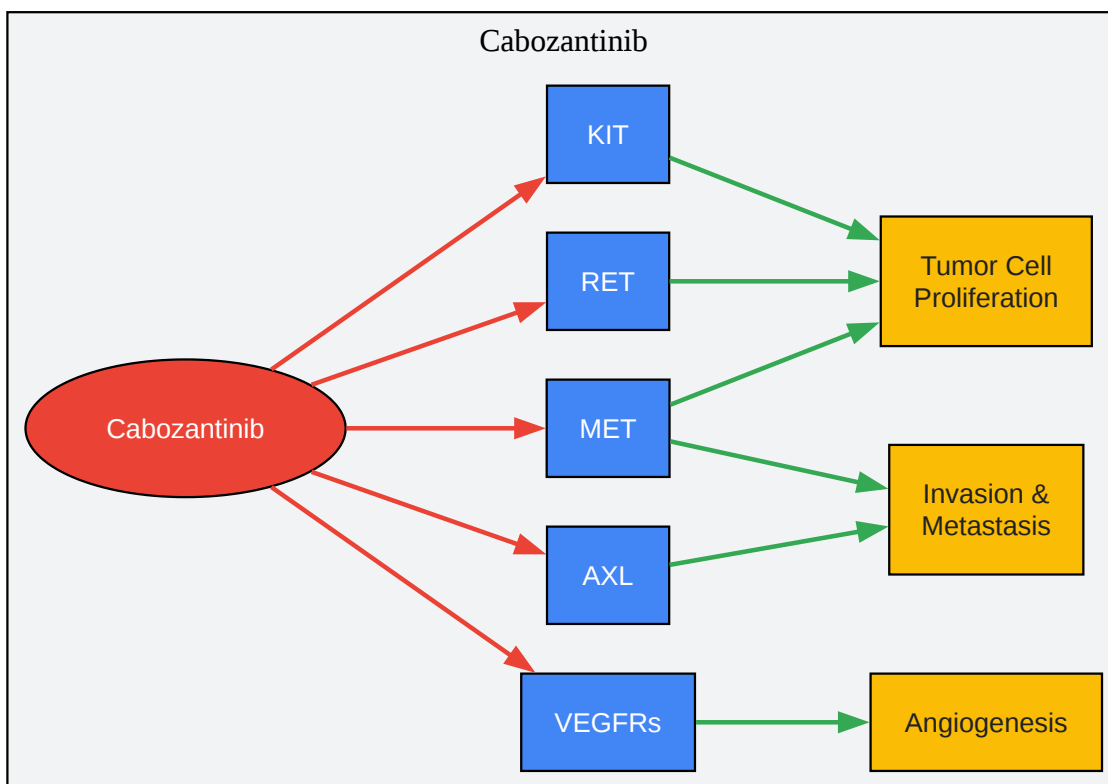 Cabozantinib
KIT
RET
Tumor Cell
Proliferation
Cabozantinib
MET
Invasion &
Metastasis
AXL
VEGFRs
Angiogenesis